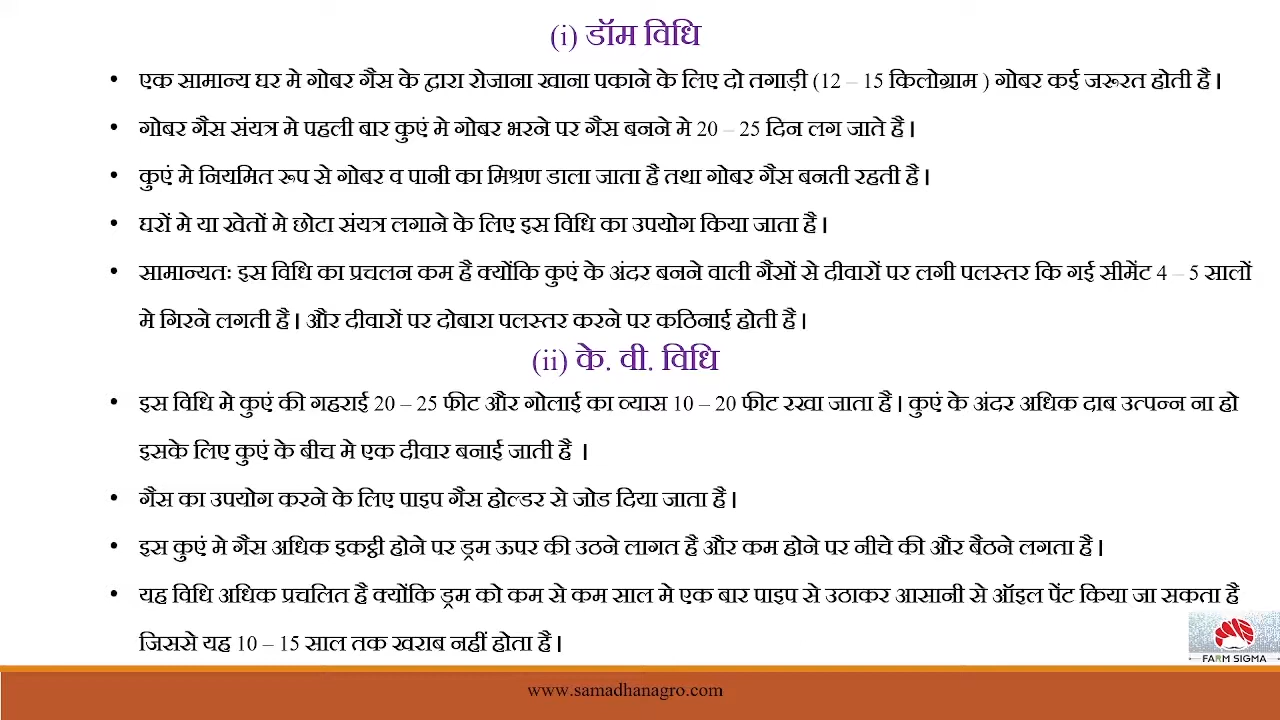 (i) डॉम विधि
• एक सामान्य घर मे गोबर गैस के द्वारा रोजाना खाना पकाने के लिए दो तगाड़ी (12 – 15 किलोग्राम ) गोबर कई जरूरत होती है ।
• गोबर गैस संयत्र मे पहली बार कुएं मे गोबर भरने पर गैस बनने मे 20 – 25 दिन लग जाते है ।
• कुएं मे नियमित रूप से गोबर व पानी का मिश्रण डाला जाता है तथा गोबर गैस बनती रहती है ।
• घरों मे या खेतों मे छोटा संयत्र लगाने के लिए इस विधि का उपयोग किया जाता है ।
• सामान्यतः इस विधि का प्रचलन कम है क्योंकि कुएं के अंदर बनने वाली गैसों से दीवारों पर लगी पलस्तर कि गई सीमेंट 4 – 5 सालों
मे गिरने लगती है । और दीवारों पर दोबारा पलस्तर करने पर कठिनाई होती है ।
(ii) के. वी. विधि
• इस विधि मे कुएं की गहराई 20 – 25 फीट और गोलाई का व्यास 10 – 20 फीट रखा जाता है । कुएं के अंदर अधिक दाब उत्पन्न ना हो
इसके लिए कुएं के बीच मे एक दीवार बनाई जाती है ।
• गैस का उपयोग करने के लिए पाइप गैस होल्डर से जोड दिया जाता है ।
• इस कुएं मे गैस अधिक इकट्ठी होने पर ड्रम ऊपर की उठने लागत है और कम होने पर नीचे की और बैठने लगता है ।
• यह विधि अधिक प्रचलित है क्योंकि ड्रम को कम से कम साल मे एक बार पाइप से उठाकर आसानी से ऑइल पेंट किया जा सकता है
जिससे यह 10 – 15 साल तक खराब नहीं होता है ।
FARM SIGMA
www.samadhanagro.com